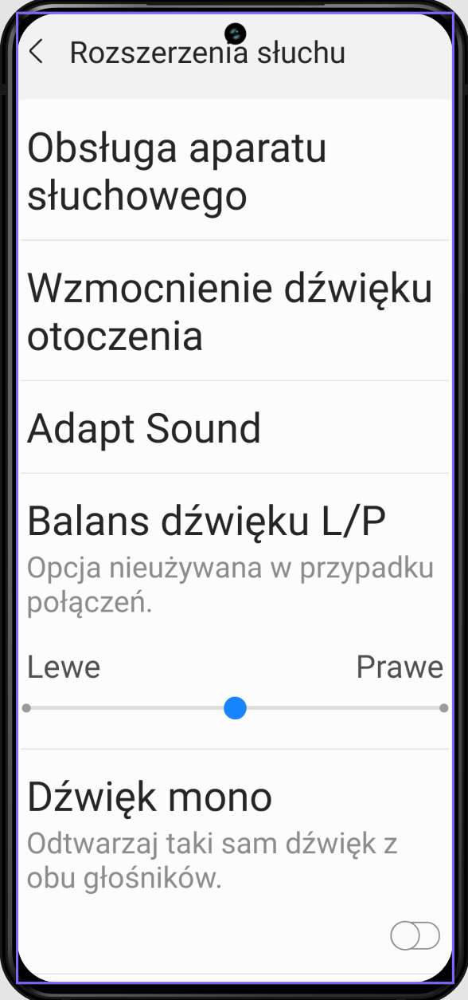 Rozszerzenia słuchu
Obsługa aparatu
słuchowego
Wzmocnienie dźwięku
otoczenia
Adapt Sound
Balans dźwięku L/P
Opcja nieużywana w przypadku
połączeń.
Lewe Prawe
Dźwięk mono
Odtwarzaj taki sam dźwięk z
obu głośników.